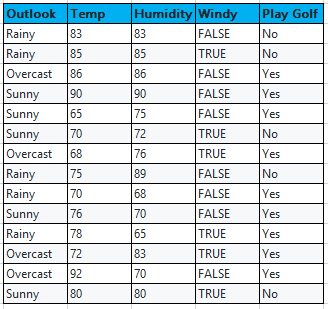 Outlook Temp Humidity Windy Play Golf
Rainy 83 83 FALSE No
Rainy 85 85 TRUE No
Overcast 86 86 FALSE Yes
Sunny 90 90 FALSE Yes
Sunny 65 75 FALSE Yes
Sunny 70 72 TRUE No
Overcast 68 76 TRUE Yes
Rainy 75 89 FALSE No
Rainy 70 68 FALSE Yes
Sunny 76 70 FALSE Yes
Rainy 78 65 TRUE Yes
Overcast 72 83 TRUE Yes
Overcast 92 70 FALSE Yes
Sunny 80 80 TRUE No